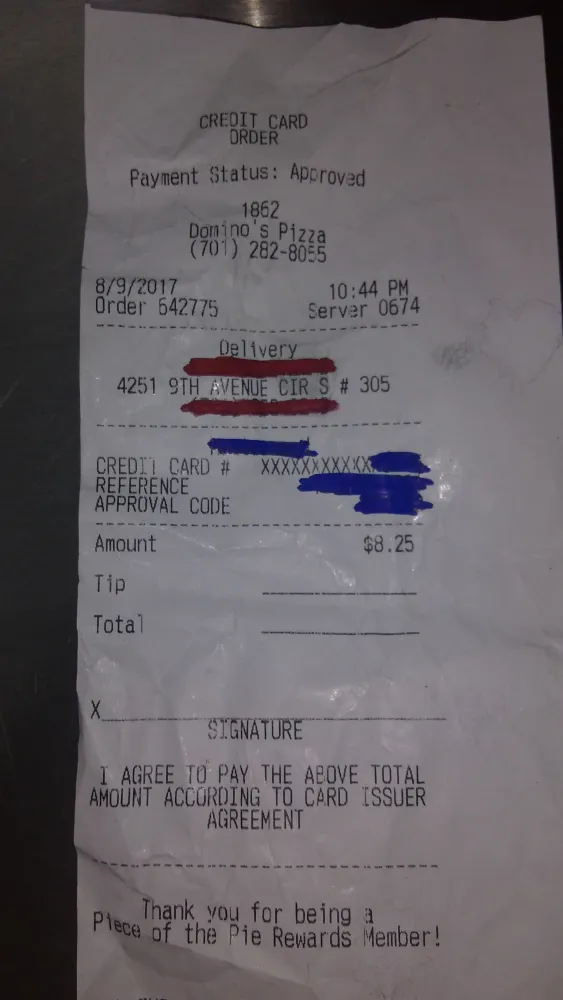 CREDIT CARD
ORDER
Payment Status: Approved
1862
Domino's Pizza
(701) 282-8055
8/9/2017 10:44 PM
Order 642775 Server 0674
Delivery
4251 9TH AVENUE CIR S # 305
CREDIT CARD # XXXXXXXXXXXX
REFERENCE
APPROVAL CODE
Amount $8.25
Tip
Total
X
SIGNATURE
I AGREE TO PAY THE ABOVE TOTAL
AMOUNT ACCORDING TO CARD ISSUER
AGREEMENT
Thank you for being a
Piece of the Pie Rewards Member!